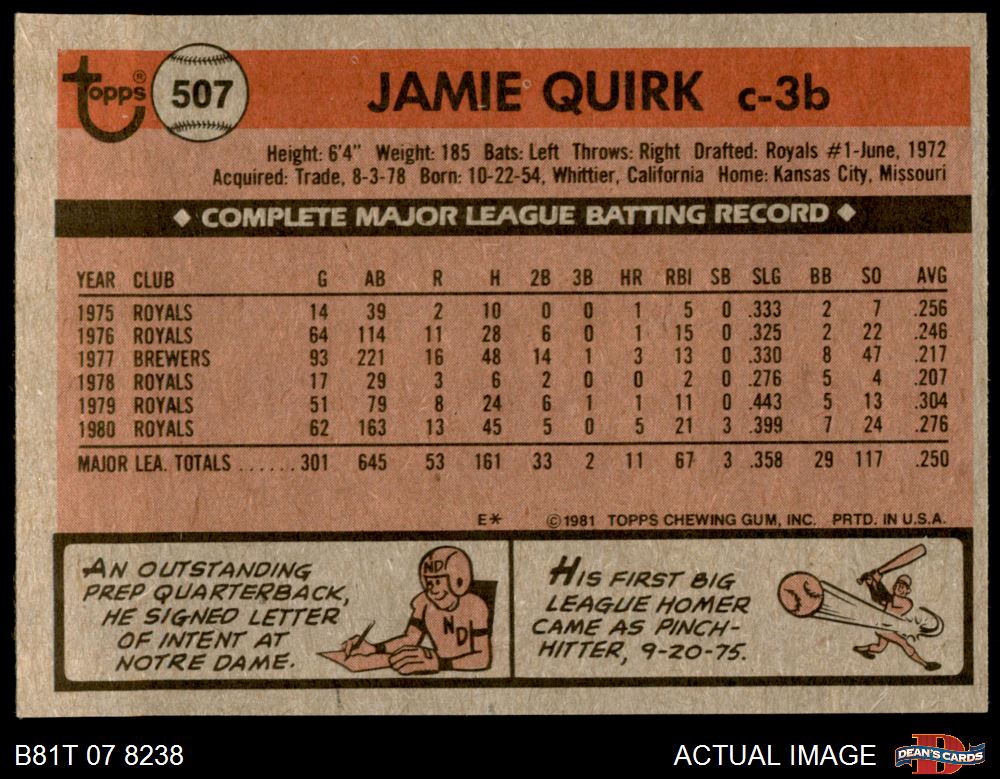 topps ® 507 JAMIE QUIRK c-3b
Height: 6'4" Weight: 185 Bats: Left Throws: Right Drafted: Royals #1-June, 1972
Acquired: Trade, 8-3-78 Born: 10-22-54, Whittier, California Home: Kansas City, Missouri
◆ COMPLETE MAJOR LEAGUE BATTING RECORD ◆
YEAR CLUB G AB R H 2B 3B HR RBI SB SLG BB SO AVG
1975 ROYALS 14 39 2 10 0 0 1 5 0 .333 2 7 .256
1976 ROYALS 64 114 11 28 6 0 1 15 0 .325 2 22 .246
1977 BREWERS 93 221 16 48 14 1 3 13 0 .330 8 47 .217
1978 ROYALS 17 29 3 6 2 0 0 2 0 .276 5 4 .207
1979 ROYALS 51 79 8 24 6 1 1 11 0 .443 5 13 .304
1980 ROYALS 62 163 13 45 5 0 5 21 3 .399 7 24 .276
MAJOR LEA. TOTALS ...... 301 645 53 161 33 2 11 67 3 .358 29 117 .250
E* ©1981 TOPPS CHEWING GUM, INC. PRTD. IN U.S.A.
AN OUTSTANDING
PREP QUARTERBACK,
HE SIGNED LETTER
OF INTENT AT
NOTRE DAME.
ND
ND
HIS FIRST BIG
LEAGUE HOMER
CAME AS PINCH-
HITTER, 9-20-75.
B81T 07 8238 ACTUAL IMAGE D DEAN'S CARDS